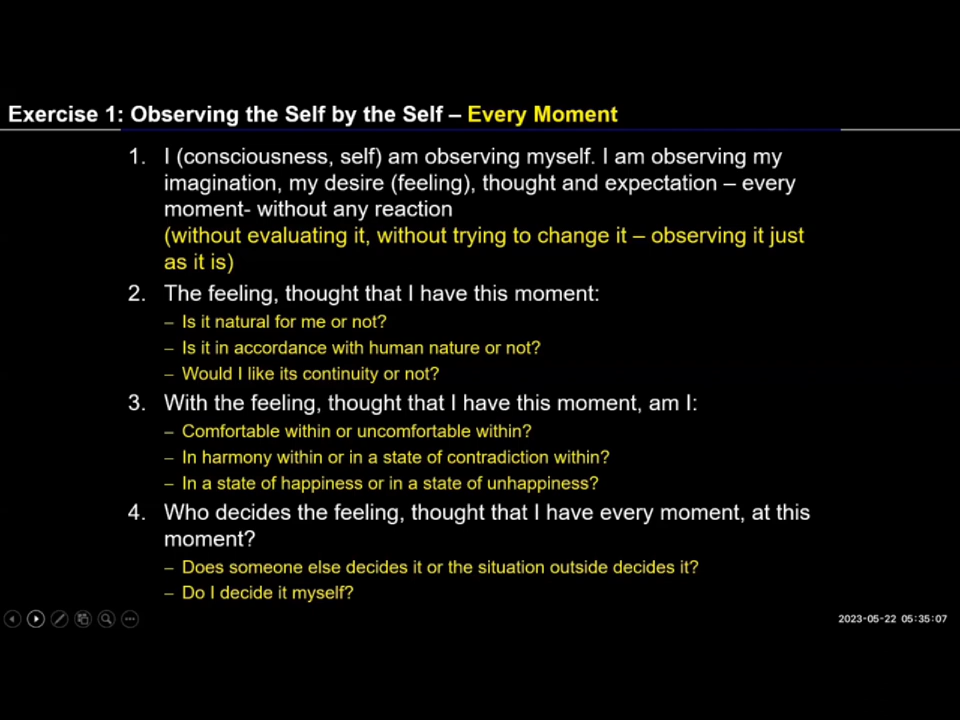 Exercise 1: Observing the Self by the Self – Every Moment
1. I (consciousness, self) am observing myself. I am observing my
imagination, my desire (feeling), thought and expectation – every
moment- without any reaction
(without evaluating it, without trying to change it – observing it just
as it is)
2. The feeling, thought that I have this moment:
– Is it natural for me or not?
– Is it in accordance with human nature or not?
– Would I like its continuity or not?
3. With the feeling, thought that I have this moment, am I:
– Comfortable within or uncomfortable within?
– In harmony within or in a state of contradiction within?
– In a state of happiness or in a state of unhappiness?
4. Who decides the feeling, thought that I have every moment, at this
moment?
– Does someone else decides it or the situation outside decides it?
– Do I decide it myself?
2023-05-22 05:35:07